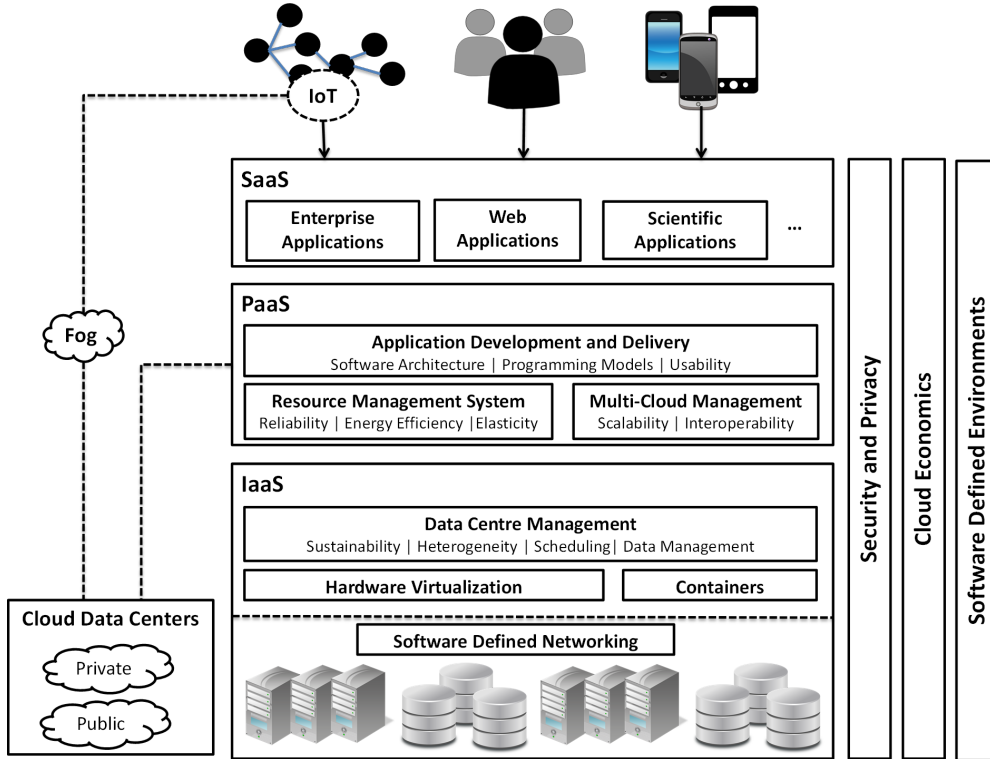 IoT
SaaS
Enterprise
Applications
Web
Applications
Scientific
Applications
...
PaaS
Application Development and Delivery
Software Architecture | Programming Models | Usability
Resource Management System
Reliability | Energy Efficiency |Elasticity
Multi-Cloud Management
Scalability | Interoperability
IaaS
Data Centre Management
Sustainability | Heterogeneity | Scheduling| Data Management
Hardware Virtualization
Containers
Software Defined Networking
Fog
Cloud Data Centers
Private
Public
Security and Privacy
Cloud Economics
Software Defined Environments